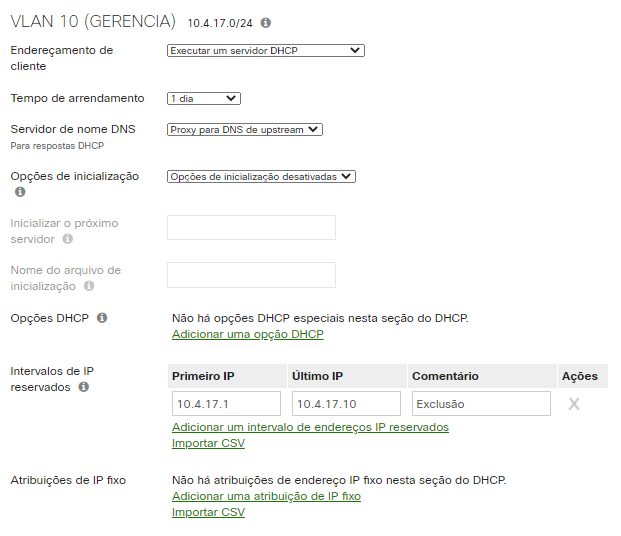 VLAN 10 (GERENCIA) 10.4.17.0/24
Endereçamento de
cliente
Executar um servidor DHCP
Tempo de arrendamento
1 dia
Servidor de nome DNS
Para respostas DHCP
Proxy para DNS de upstream
Opções de inicialização
Opções de inicialização desativadas
Inicializar o próximo
servidor
Nome do arquivo de
inicialização
Opções DHCP
Não há opções DHCP especiais nesta seção do DHCP.
Adicionar uma opção DHCP
Intervalos de IP
reservados
Primeiro IP Último IP Comentário Ações
10.4.17.1 10.4.17.10 Exclusão X
Adicionar um intervalo de endereços IP reservados
Importar CSV
Atribuições de IP fixo
Não há atribuições de endereço IP fixo nesta seção do DHCP.
Adicionar uma atribuição de IP fixo
Importar CSV